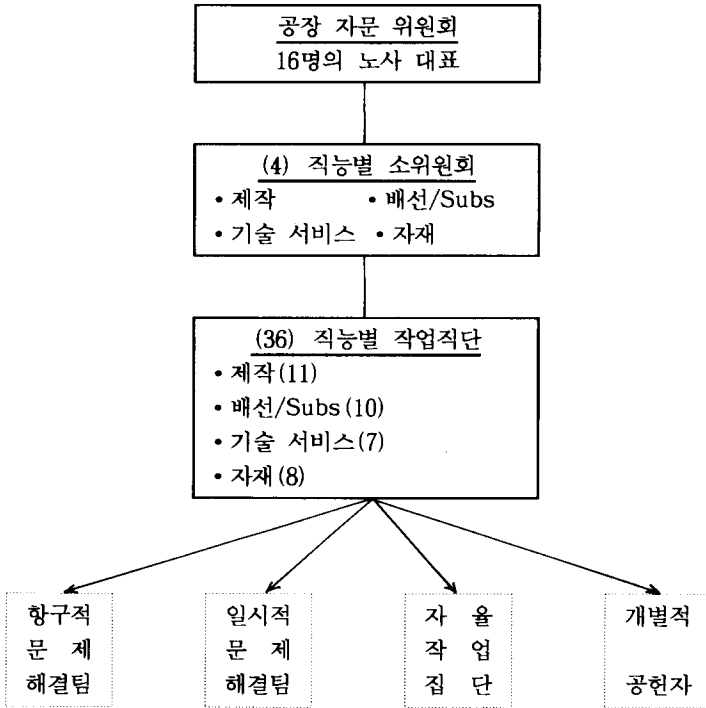 공장 자문 위원회
16명의 노사 대표
(4) 직능별 소위원회
• 제작 • 배선/Subs
• 기술 서비스 • 자재
(36) 직능별 작업직단
• 제작(11)
• 배선/Subs(10)
• 기술 서비스(7)
• 자재(8)
항구적 일시적 자 율 개별적
문 제 문 제 작 업
해결팀 해결팀 집 단 공헌자